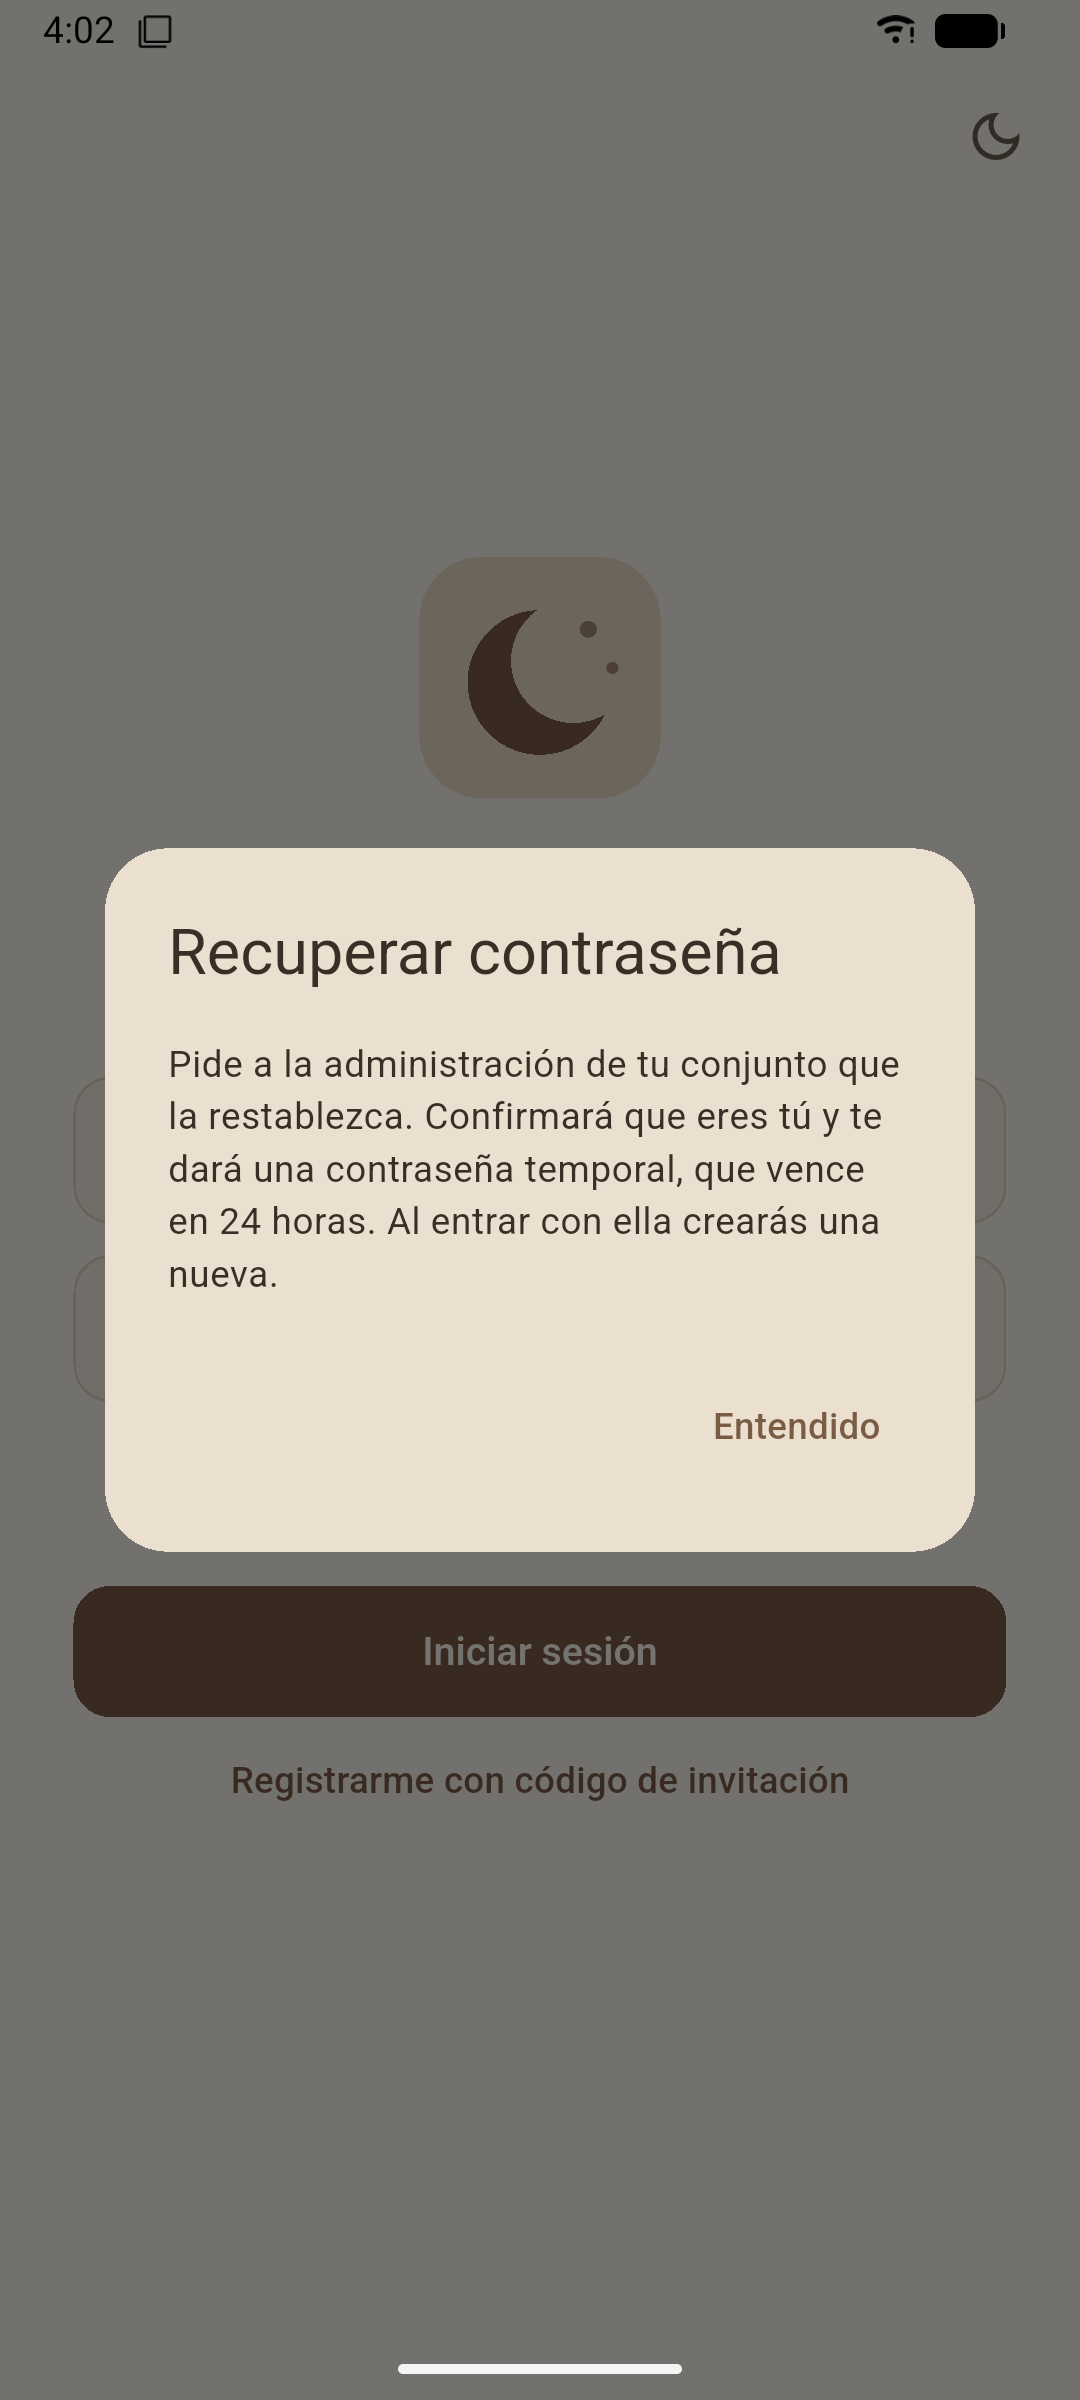 4:02
Recuperar contraseña
Pide a la administración de tu conjunto que
la restablezca. Confirmará que eres tú y te
dará una contraseña temporal, que vence
en 24 horas. Al entrar con ella crearás una
nueva.
Entendido
Iniciar sesión
Registrarme con código de invitación